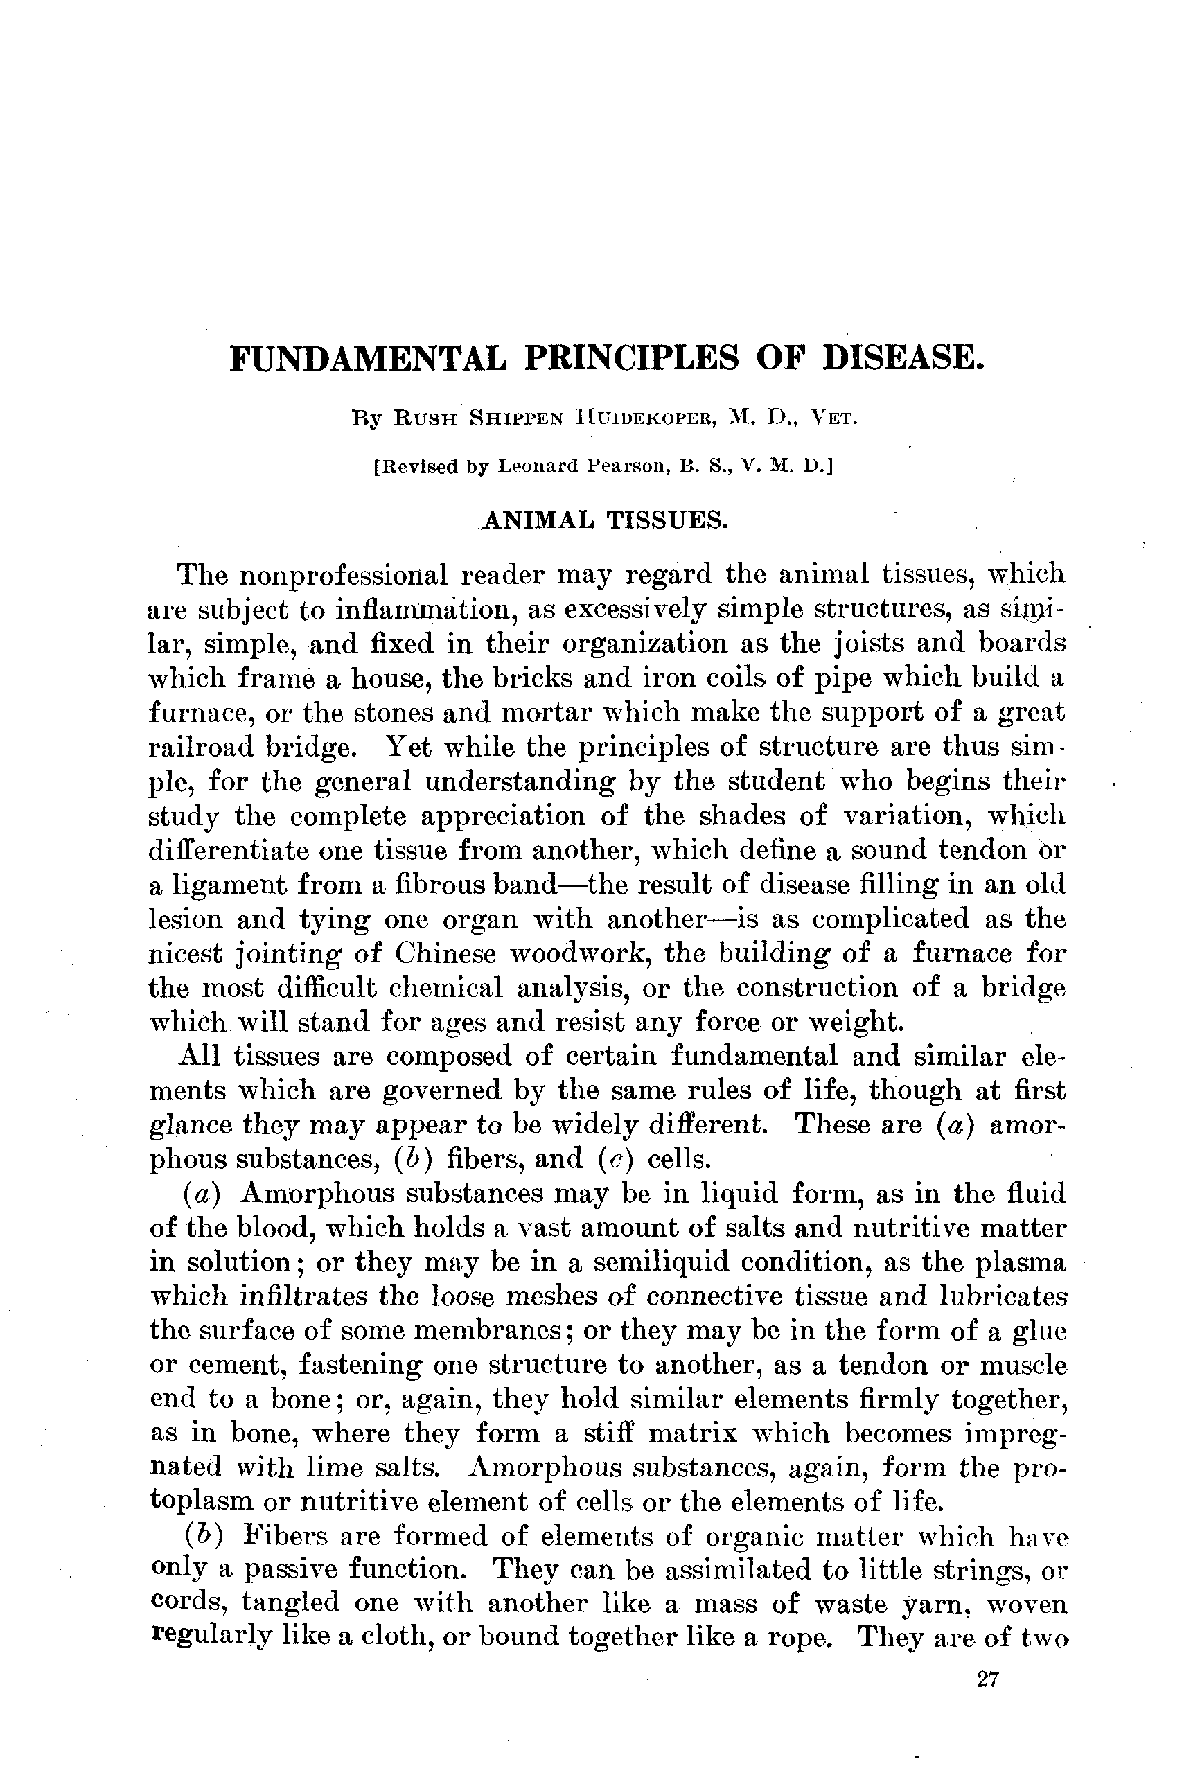 FUNDAMENTAL PRINCIPLES OF DISEASE.
By RUSH SHIPPEN HUIDEKOPER, M. D., VET.
[Revised by Leonard Pearson, B. S., V. M. D.]
ANIMAL TISSUES.
The nonprofessional reader may regard the animal tissues, which
are subject to inflammation, as excessively simple structures, as simi-
lar, simple, and fixed in their organization as the joists and boards
which frame a house, the bricks and iron coils of pipe which build a
furnace, or the stones and mortar which make the support of a great
railroad bridge. Yet while the principles of structure are thus sim-
ple, for the general understanding by the student who begins their
study the complete appreciation of the shades of variation, which
differentiate one tissue from another, which define a sound tendon or
a ligament from a fibrous band—the result of disease filling in an old
lesion and tying one organ with another—is as complicated as the
nicest jointing of Chinese woodwork, the building of a furnace for
the most difficult chemical analysis, or the construction of a bridge
which will stand for ages and resist any force or weight.
All tissues are composed of certain fundamental and similar ele-
ments which are governed by the same rules of life, though at first
glance they may appear to be widely different. These are (a) amor-
phous substances, (b) fibers, and (c) cells.
(a) Amorphous substances may be in liquid form, as in the fluid
of the blood, which holds a vast amount of salts and nutritive matter
in solution; or they may be in a semiliquid condition, as the plasma
which infiltrates the loose meshes of connective tissue and lubricates
the surface of some membranes; or they may be in the form of a glue
or cement, fastening one structure to another, as a tendon or muscle
end to a bone; or, again, they hold similar elements firmly together,
as in bone, where they form a stiff matrix which becomes impreg-
nated with lime salts. Amorphous substances, again, form the pro-
toplasm or nutritive element of cells or the elements of life.
(b) Fibers are formed of elements of organic matter which have
only a passive function. They can be assimilated to little strings, or
cords, tangled one with another like a mass of waste yarn, woven
regularly like a cloth, or bound together like a rope. They are of two
27